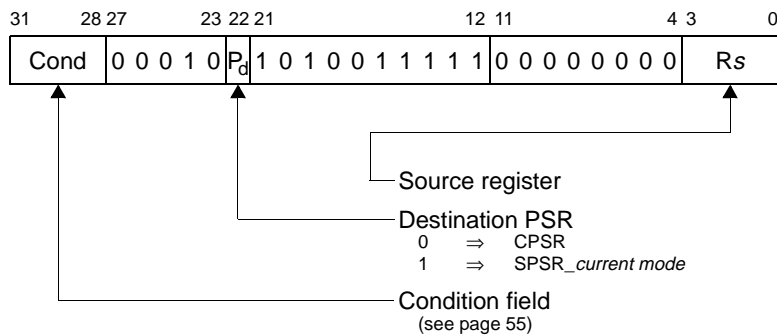 31 28 27 23 22 21 12 11 4 3 0
Cond 0 0 0 1 0 Pd 1 0 1 0 0 1 1 1 1 1 0 0 0 0 0 0 0 0 Rs
Source register
Destination PSR
0 ⇒ CPSR
1 ⇒ SPSR_current mode
Condition field
(see page 55)